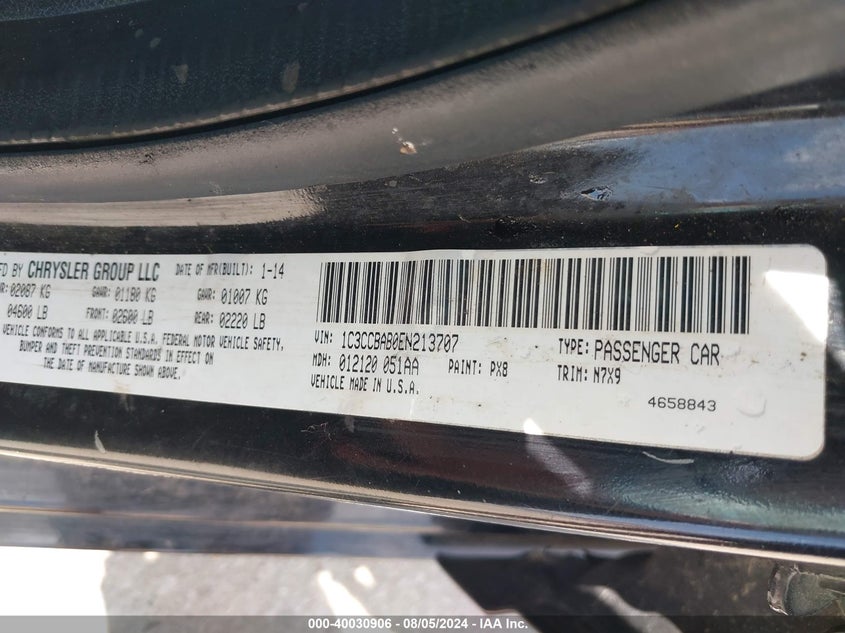 FD BY CHRYSLER GROUP LLC DATE OF MFR(BUILT): 1-14
02087 KG GAWR: 01180 KG GAWR: 01007 KG
04600 LB FRONT: 02600 LB REAR: 02220 LB
VEHICLE CONFORMS TO ALL APPLICABLE U.S.A. FEDERAL MOTOR VEHICLE SAFETY,
BUMPER AND THEFT PREVENTION STANDARDS IN EFFECT ON
THE DATE OF MANUFACTURE SHOWN ABOVE.
VIN: 1C3CCBAB0EN213707 TYPE: PASSENGER CAR
MDH: 012120 051AA PAINT: PX8 TRIM: N7X9
VEHICLE MADE IN U.S.A.
4658843
000-40030906 - 08/05/2024 - IAA Inc.